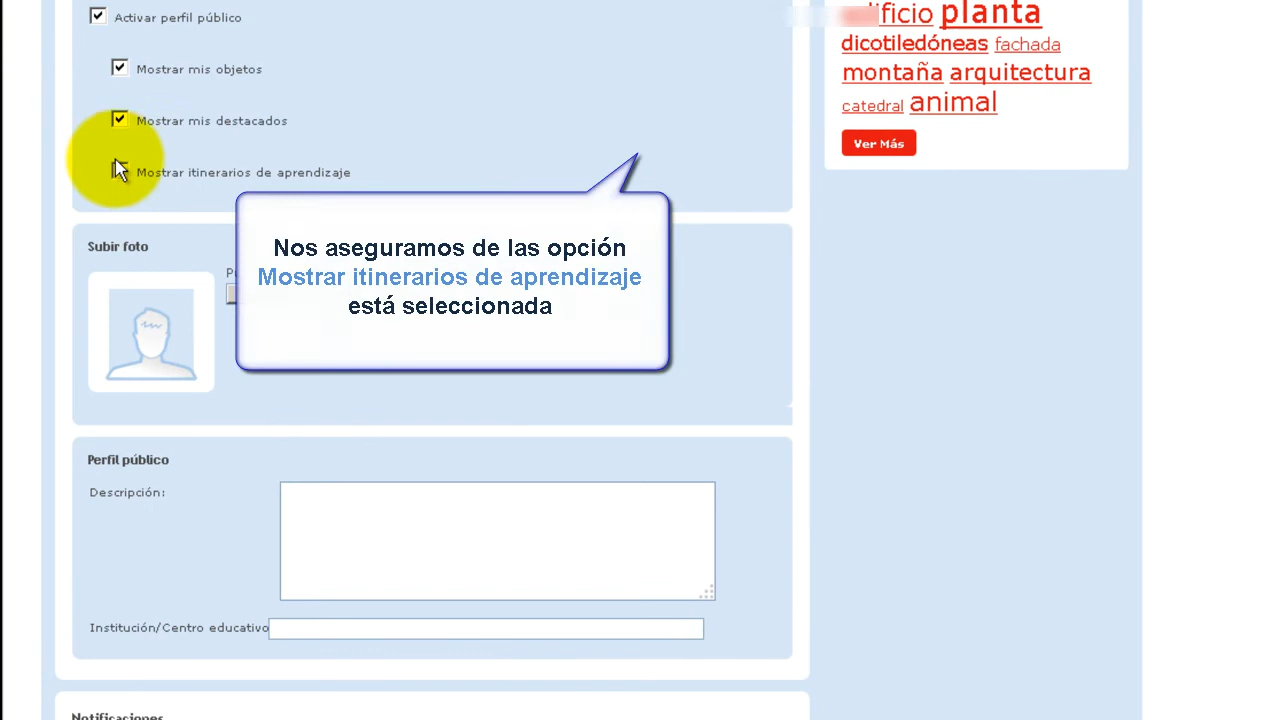 Activar perfil público
Mostrar mis objetos
Mostrar mis destacados
Mostrar itinerarios de aprendizaje
Nos aseguramos de las opción
Mostrar itinerarios de aprendizaje
está seleccionada
Subir foto
Perfil público
Descripción:
Institución/Centro educativo
Notificaciones
planta
dicotiledóneas fachada
montaña arquitectura
catedral animal
Ver Más